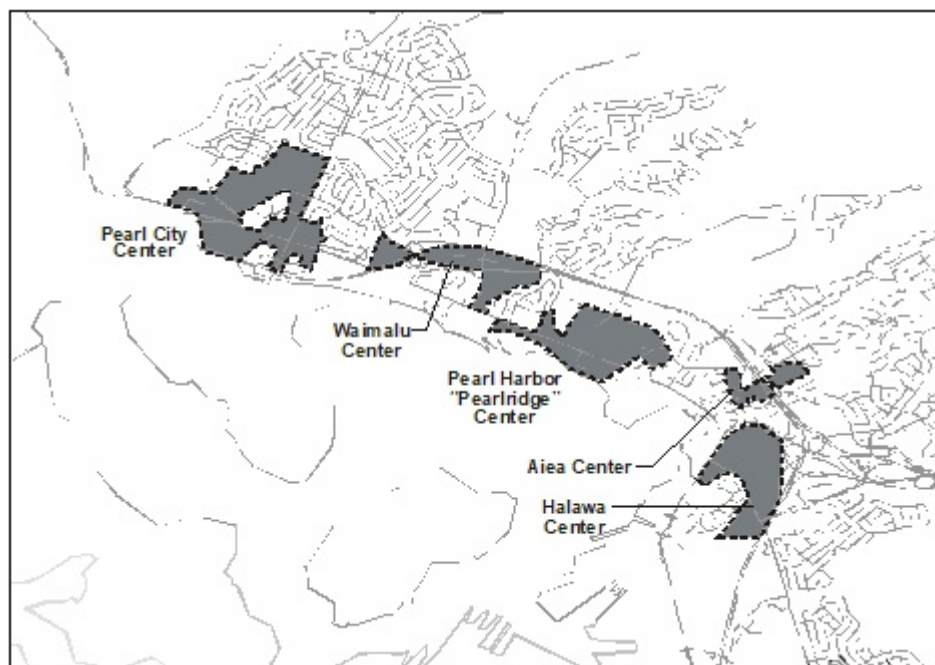 Pearl City
Center
Waimalu
Center
Pearl Harbor
"Pearlridge"
Center
Aiea Center
Halawa
Center